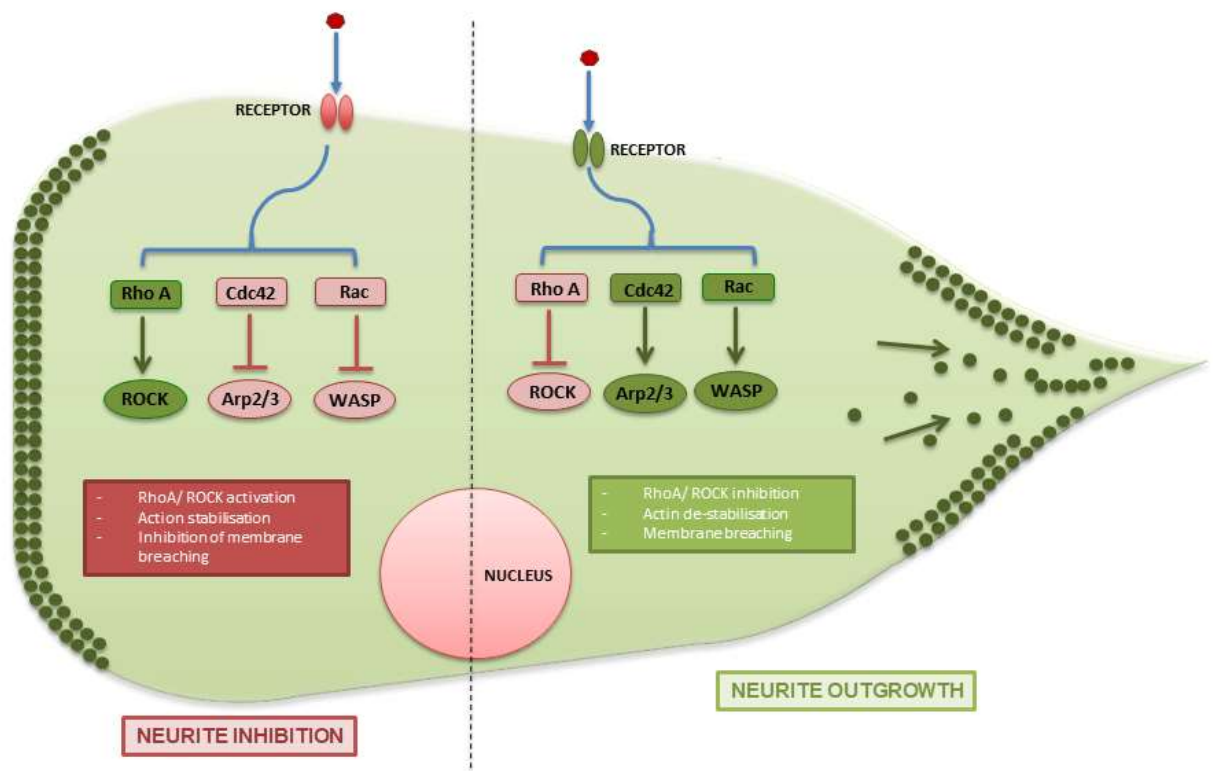 RECEPTOR
Rho A
Cdc42
Rac
ROCK
Arp2/3
WASP
- RhoA/ ROCK activation
- Action stabilisation
- Inhibition of membrane
breaching
NEURITE INHIBITION
RECEPTOR
Rho A
Cdc42
Rac
ROCK
Arp2/3
WASP
- RhoA/ ROCK inhibition
- Actin de-stabilisation
- Membrane breaching
NUCLEUS
NEURITE OUTGROWTH